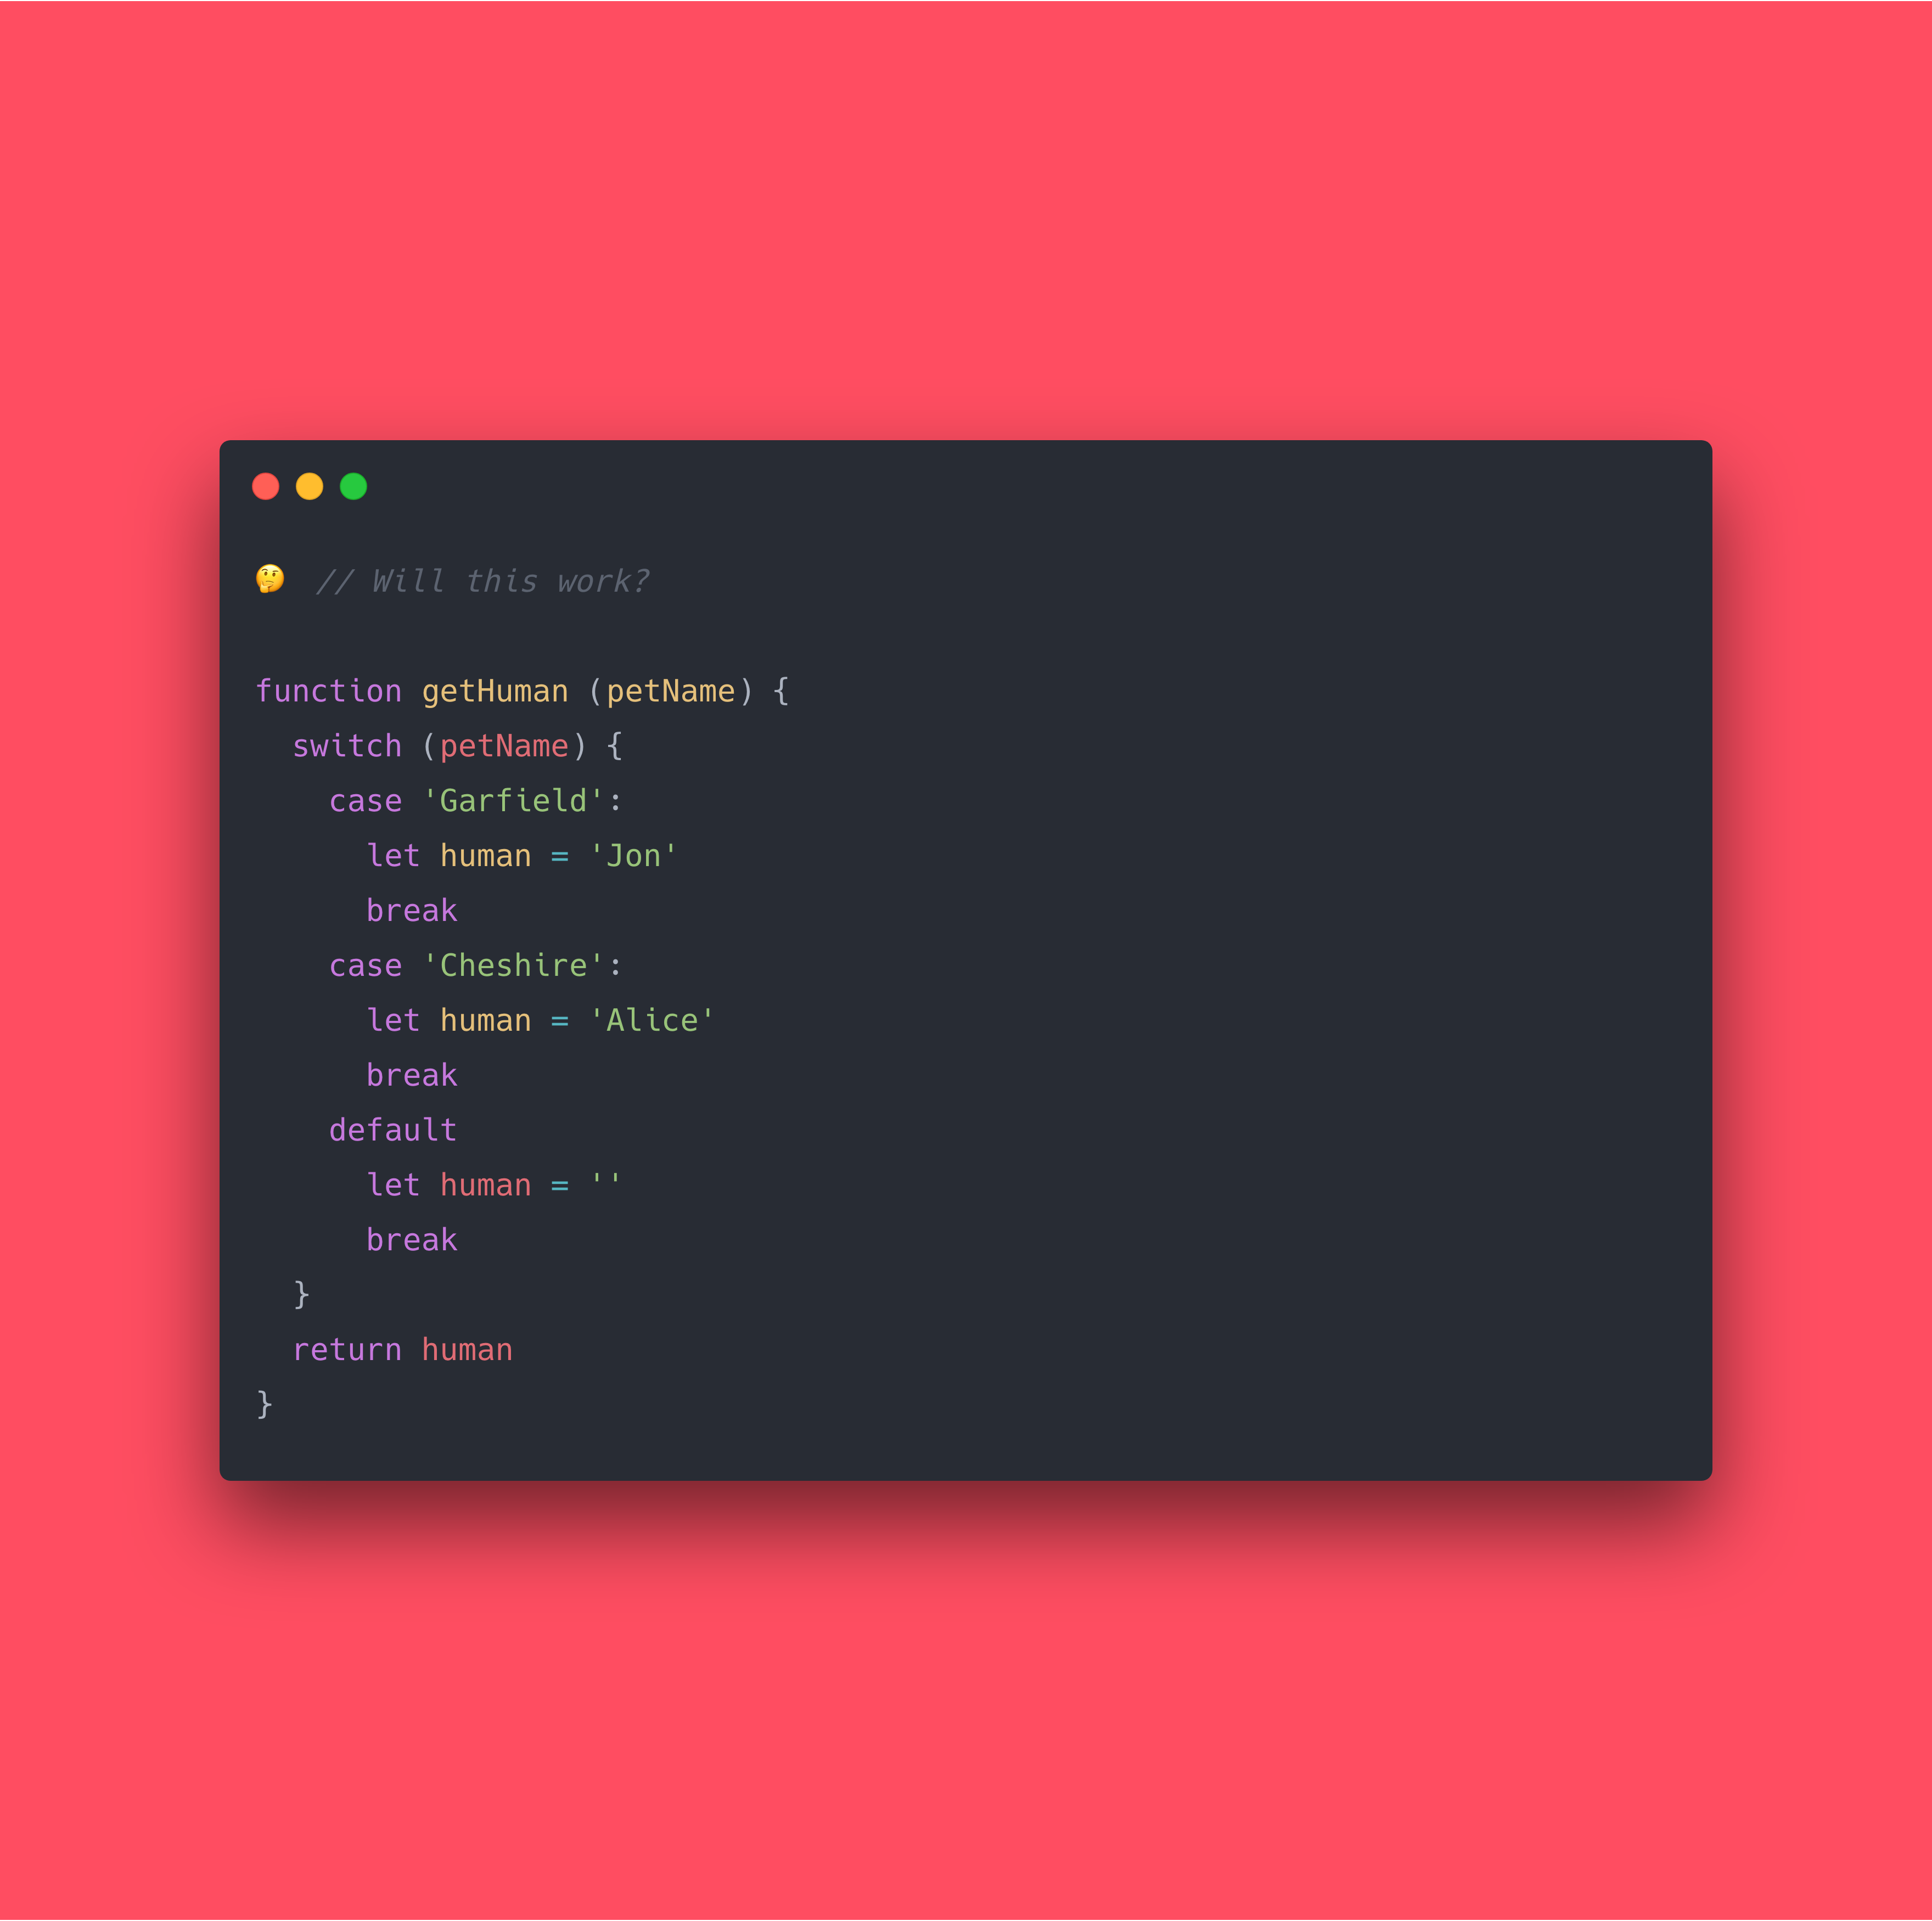 🤔 // Will this work?
function getHuman (petName) {
switch (petName) {
case 'Garfield':
let human = 'Jon'
break
case 'Cheshire':
let human = 'Alice'
break
default
let human = ''
break
}
return human
}